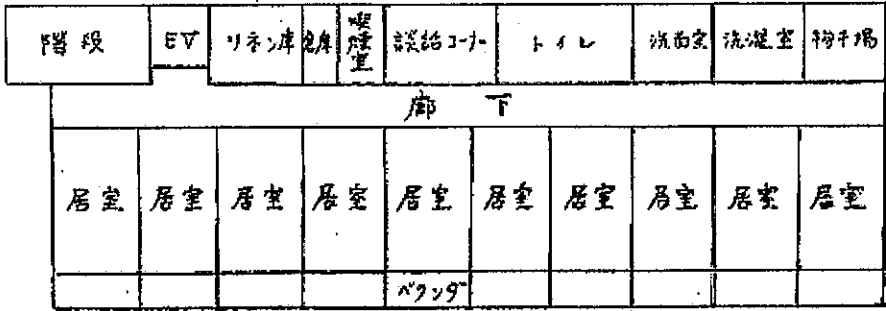 階段 EV リネン庫 倉庫 喫煙室 談話コーナー トイレ 洗面室 洗濯室 物干場
廊下
居室 居室 居室 居室 居室 居室 居室 居室 居室 居室
ベランダ